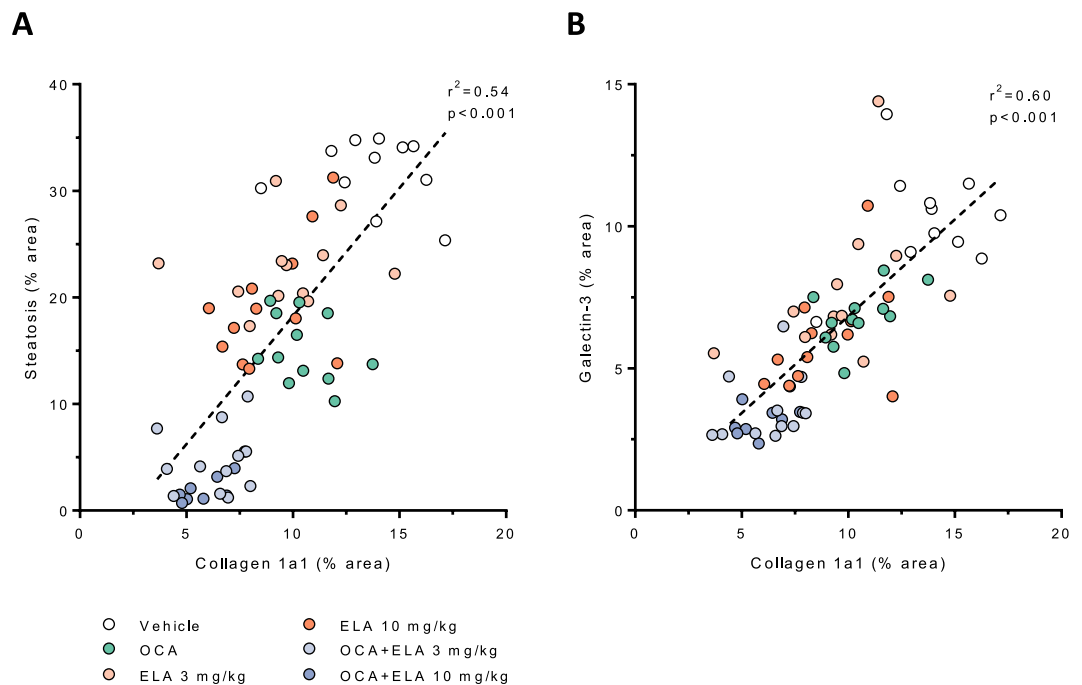 A
B
r²=0.54
p<0.001
r²=0.60
p<0.001
Steatosis (% area)
40
30
20
10
0
0 5 10 15 20
Collagen 1a1 (% area)
Galectin-3 (% area)
15
10
5
0
0 5 10 15 20
Collagen 1a1 (% area)
Vehicle
OCA
ELA 3 mg/kg
ELA 10 mg/kg
OCA+ELA 3 mg/kg
OCA+ELA 10 mg/kg